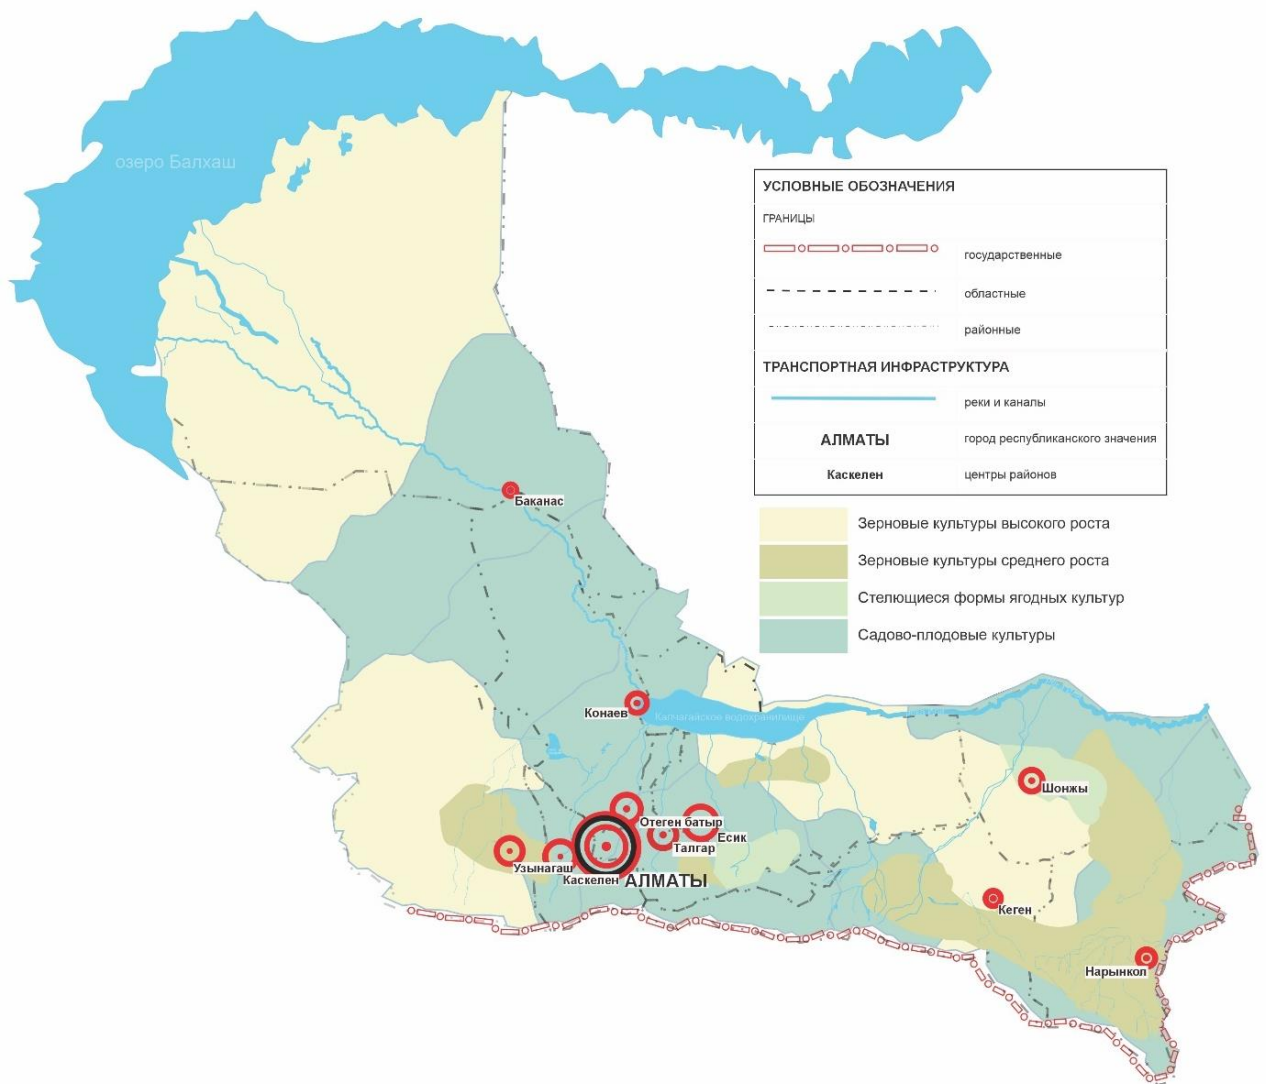 озеро Балхаш
УСЛОВНЫЕ ОБОЗНАЧЕНИЯ
ГРАНИЦЫ
государственные
областные
районные
ТРАНСПОРТНАЯ ИНФРАСТРУКТУРА
реки и каналы
АЛМАТЫ город республиканского значения
Каскелен центры районов
Зерновые культуры высокого роста
Зерновые культуры среднего роста
Стелющиеся формы ягодных культур
Садово-плодовые культуры
Баканас
Конаев
Капчагайское водохранилище
Шонжы
Отеген батыр
Есик
Талгар
Узынагаш
Каскелен
АЛМАТЫ
Кеген
Нарынкол